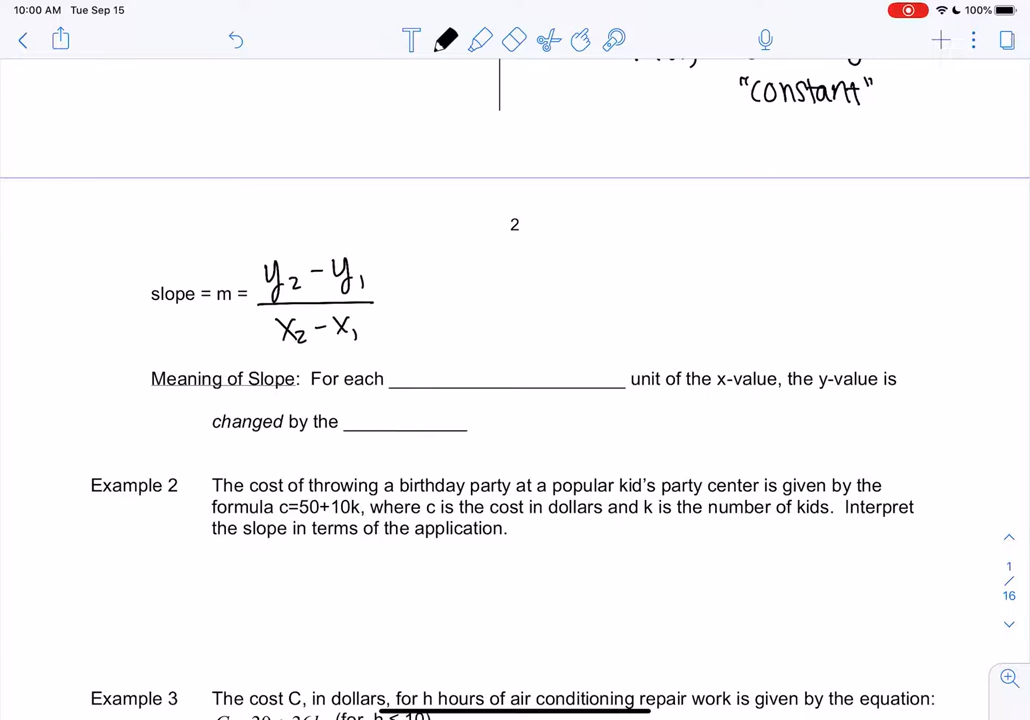 10:00 AM Tue Sep 15
100%
"constant"
2
slope = m = y₂ - y₁
x₂ - x₁
Meaning of Slope: For each ____________________ unit of the x-value, the y-value is
changed by the ___________
Example 2 The cost of throwing a birthday party at a popular kid's party center is given by the
formula c=50+10k, where c is the cost in dollars and k is the number of kids. Interpret
the slope in terms of the application.
1
/
16
Example 3 The cost C, in dollars, for h hours of air conditioning repair work is given by the equation: